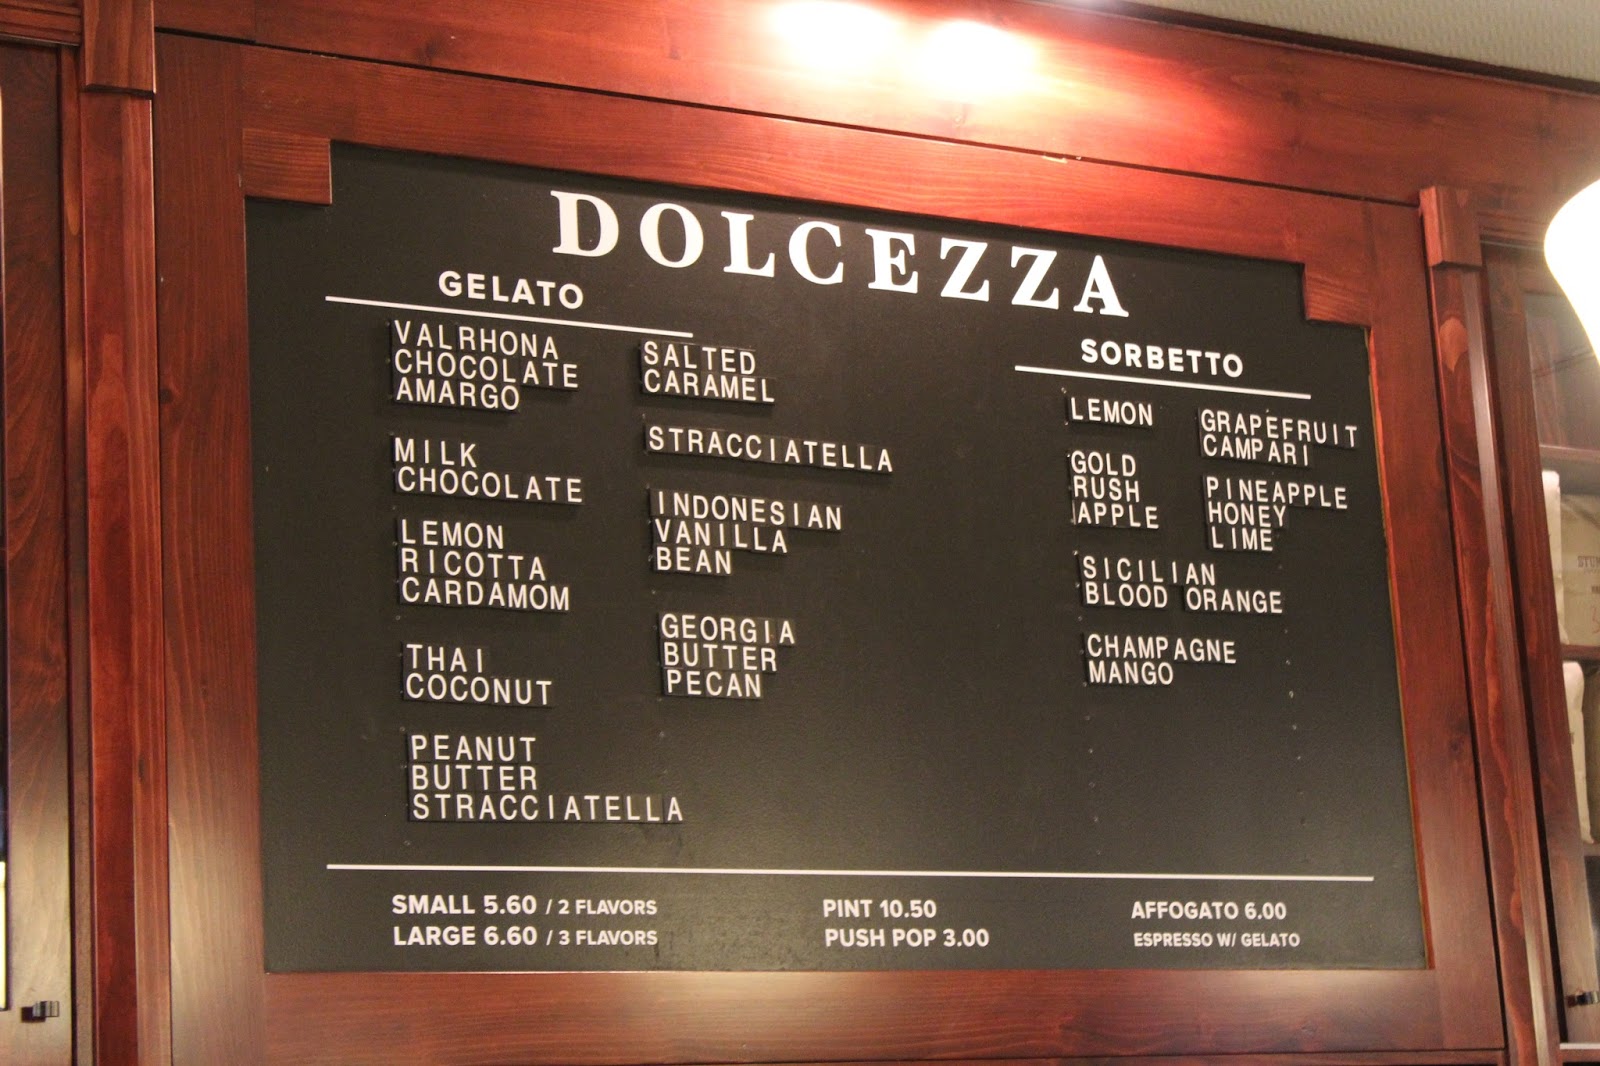 DOLCEZZA
GELATO
VALRHONA
CHOCOLATE
AMARGO
MILK
CHOCOLATE
LEMON
RICOTTA
CARDAMOM
THAI
COCONUT
PEANUT
BUTTER
STRACCIATELLA
SALTED
CARAMEL
STRACCIATELLA
INDONESIAN
VANILLA
BEAN
GEORGIA
BUTTER
PECAN
SORBETTO
LEMON
GOLD
RUSH
APPLE
SICILIAN
BLOOD ORANGE
CHAMPAGNE
MANGO
GRAPEFRUIT
CAMPARI
PINEAPPLE
HONEY
LIME
SMALL 5.60 / 2 FLAVORS
LARGE 6.60 / 3 FLAVORS
PINT 10.50
PUSH POP 3.00
AFFOGATO 6.00
ESPRESSO W/ GELATO